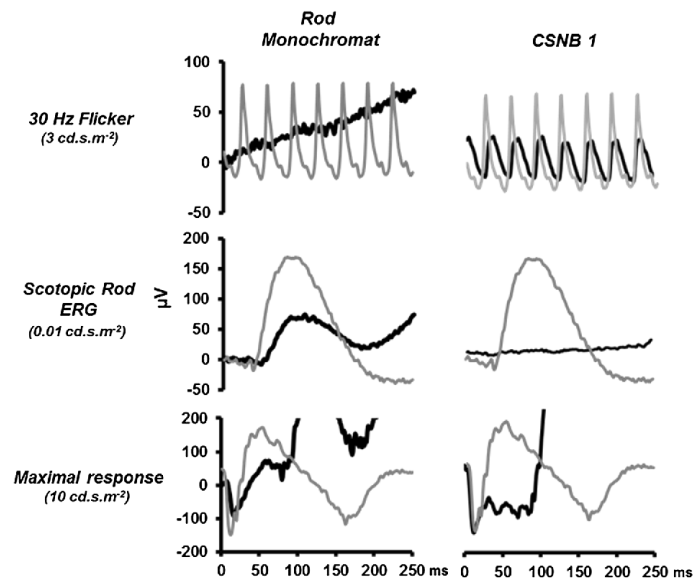 Rod
Monochromat
CSNB 1
30 Hz Flicker
(3 cd.s.m-2)
100
50
0
-50
Scotopic Rod
ERG
(0.01 cd.s.m-2)
µV
200
150
100
50
0
-50
Maximal response
(10 cd.s.m-2)
200
100
0
-100
-200
0 50 100 150 200 250 ms
0 50 100 150 200 250 ms